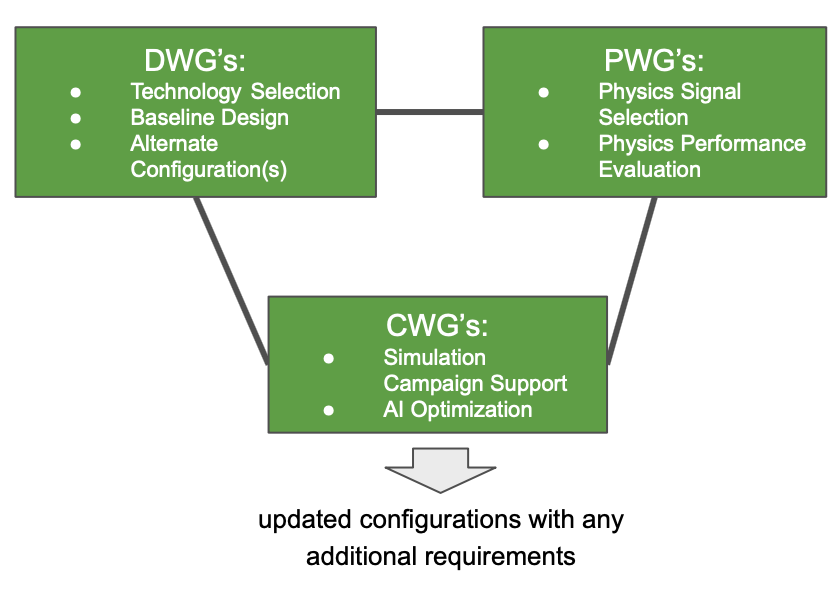 DWG’s:
● Technology Selection
● Baseline Design
● Alternate
Configuration(s)
PWG’s:
● Physics Signal
Selection
● Physics Performance
Evaluation
CWG’s:
● Simulation
Campaign Support
● AI Optimization
updated configurations with any
additional requirements